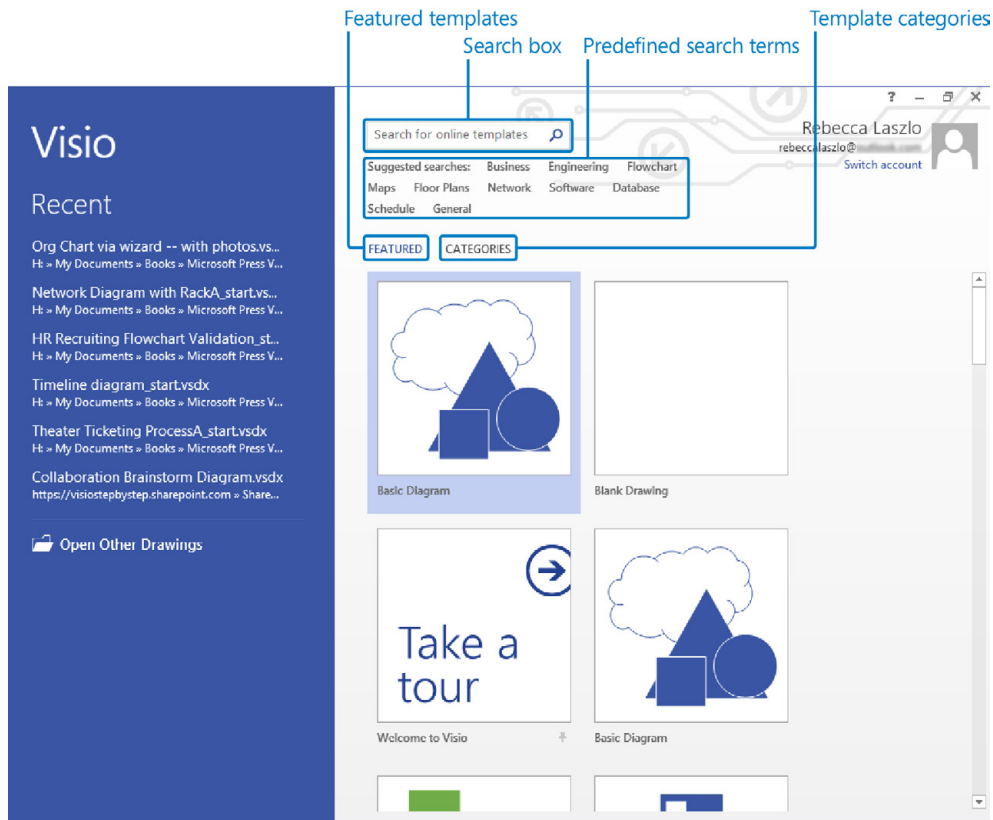 Featured templates
Template categories
Search box
Predefined search terms
?
Visio
Recent
Org Chart via wizard -- with photos.vs...
H: » My Documents » Books » Microsoft Press V...
Network Diagram with RackA_start.vs...
H: » My Documents » Books » Microsoft Press V...
HR Recruiting Flowchart Validation_st...
H: » My Documents » Books » Microsoft Press V...
Timeline diagram_start.vsdx
H: » My Documents » Books » Microsoft Press V...
Theater Ticketing ProcessA_start.vsdx
H: » My Documents » Books » Microsoft Press V...
Collaboration Brainstorm Diagram.vsdx
https://visiostepbystep.sharepoint.com » Share...
Open Other Drawings
Search for online templates
Rebecca Laszlo
rebeccalaszlo@
Switch account
Suggested searches: Business Engineering Flowchart
Maps Floor Plans Network Software Database
Schedule General
FEATURED CATEGORIES
Basic Diagram
Blank Drawing
Take a
tour
Welcome to Visio
Basic Diagram